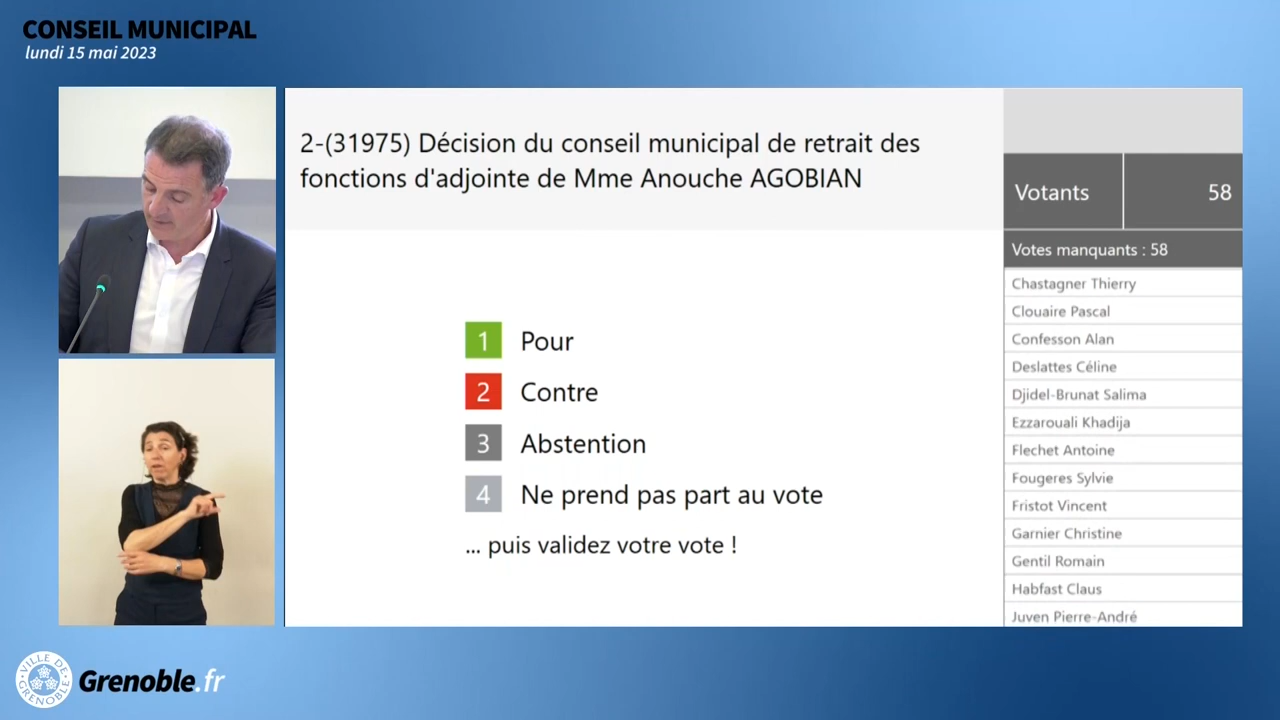 CONSEIL MUNICIPAL
lundi 15 mai 2023
2-(31975) Décision du conseil municipal de retrait des
fonctions d'adjointe de Mme Anouche AGOBIAN
1 Pour
2 Contre
3 Abstention
4 Ne prend pas part au vote
... puis validez votre vote !
Votants 58
Votes manquants : 58
Chastagner Thierry
Clouaire Pascal
Confesson Alan
Deslattes Céline
Djidel-Brunat Salima
Ezzarouali Khadija
Flechet Antoine
Fougeres Sylvie
Fristot Vincent
Garnier Christine
Gentil Romain
Habfast Claus
Juven Pierre-André
VILLE DE GRENOBLE
Grenoble.fr